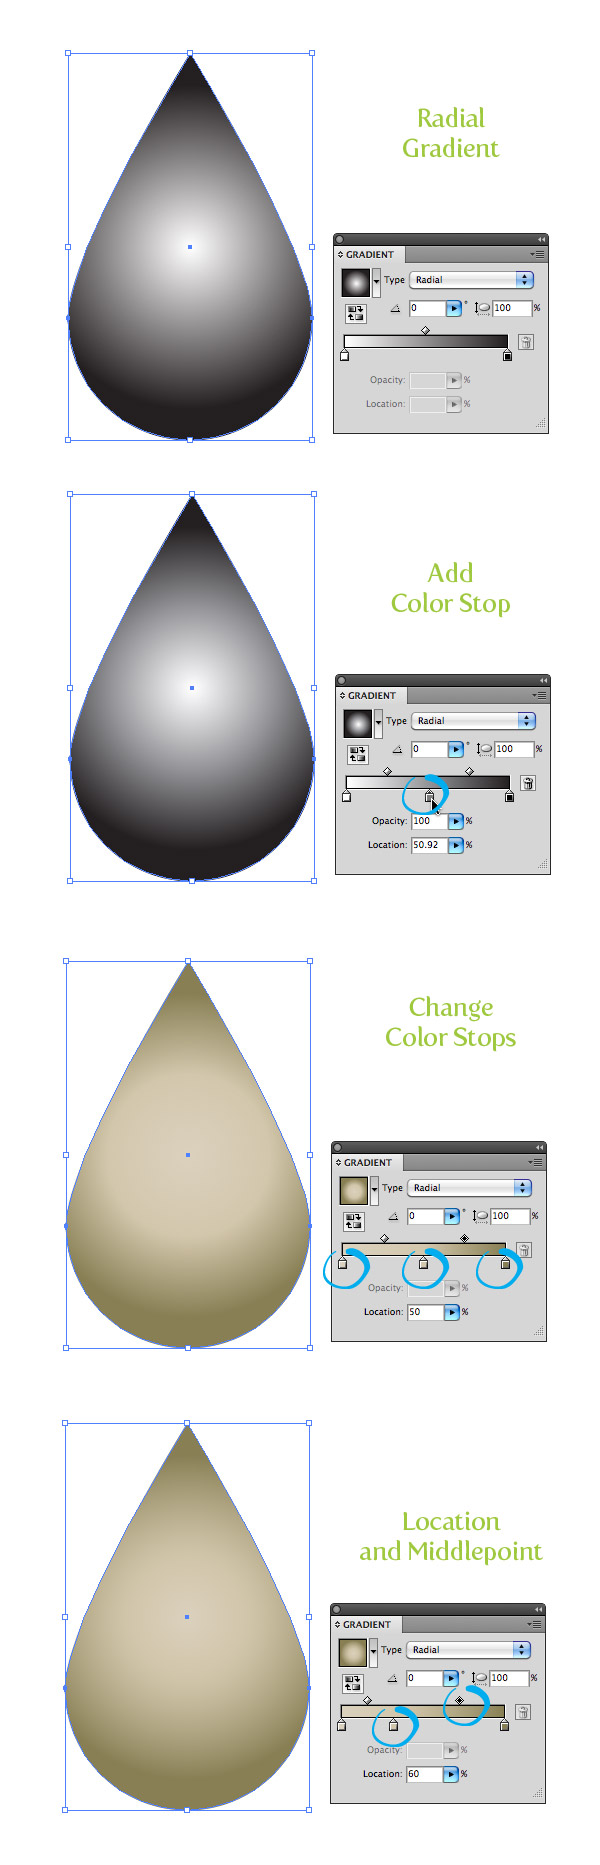 Radial
Gradient
GRADIENT
Type Radial
0 ° 100 %
Opacity: %
Location: %
Add
Color Stop
GRADIENT
Type Radial
0 ° 100 %
Opacity: 100 %
Location: 50.92 %
Change
Color Stops
GRADIENT
Type Radial
0 ° 100 %
Opacity: %
Location: 50 %
Location
and Middlepoint
GRADIENT
Type Radial
0 ° 100 %
Opacity: %
Location: 60 %